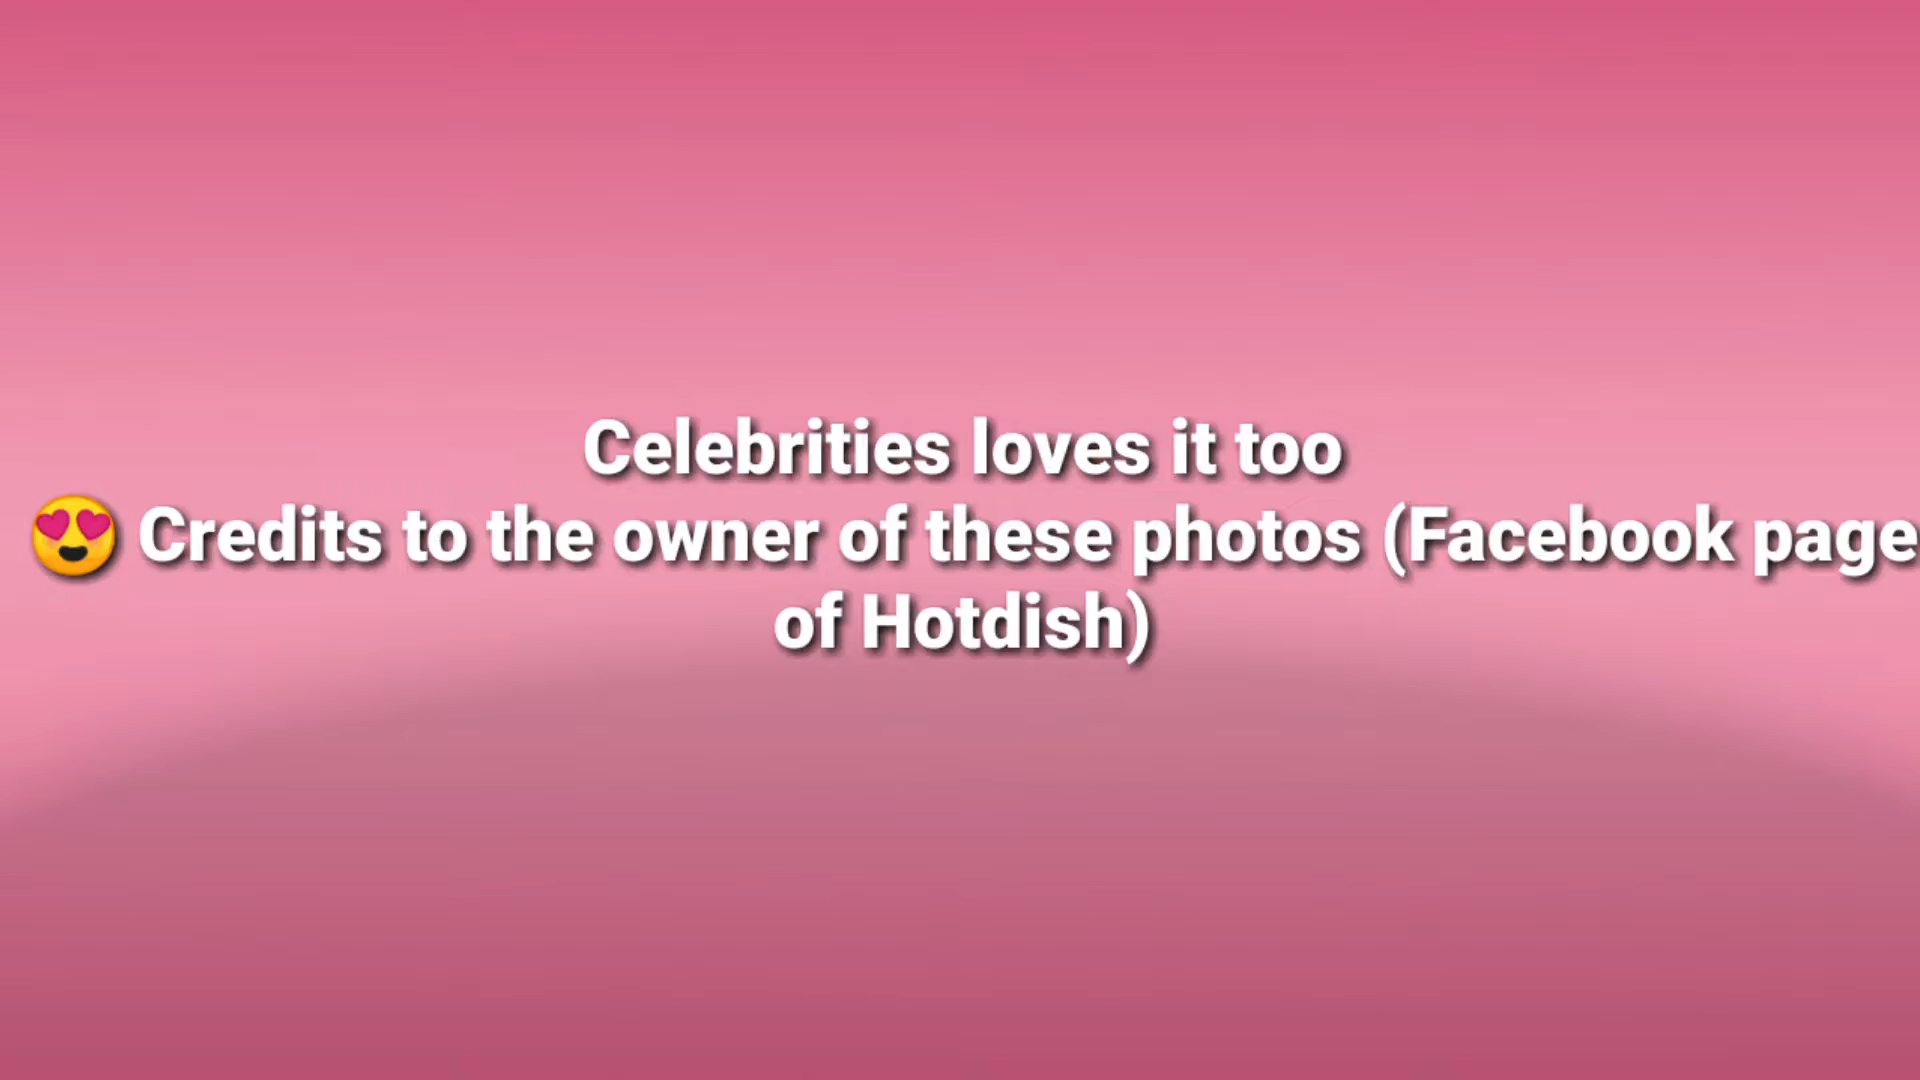 Celebrities loves it too
😍 Credits to the owner of these photos (Facebook page
of Hotdish)